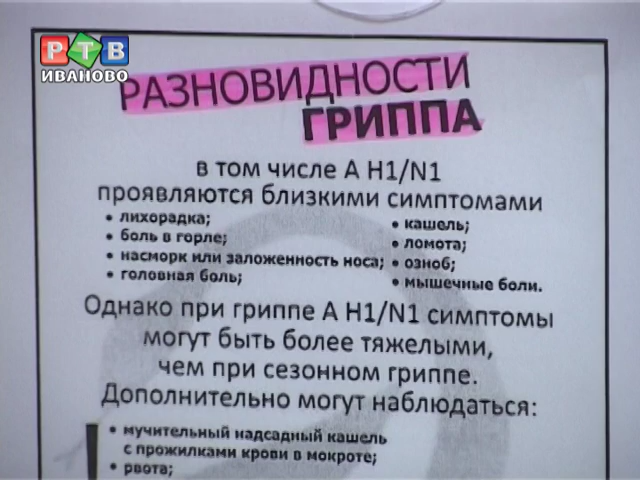 РТВ
ИВАНОВО
РАЗНОВИДНОСТИ
ГРИППА
в том числе А H1/N1
проявляются близкими симптомами
• лихорадка;
• боль в горле;
• насморк или заложенность носа;
• головная боль;
• кашель;
• ломота;
• озноб;
• мышечные боли.
Однако при гриппе А H1/N1 симптомы
могут быть более тяжелыми,
чем при сезонном гриппе.
Дополнительно могут наблюдаться:
• мучительный надсадный кашель
с прожилками крови в мокроте;
• рвота;